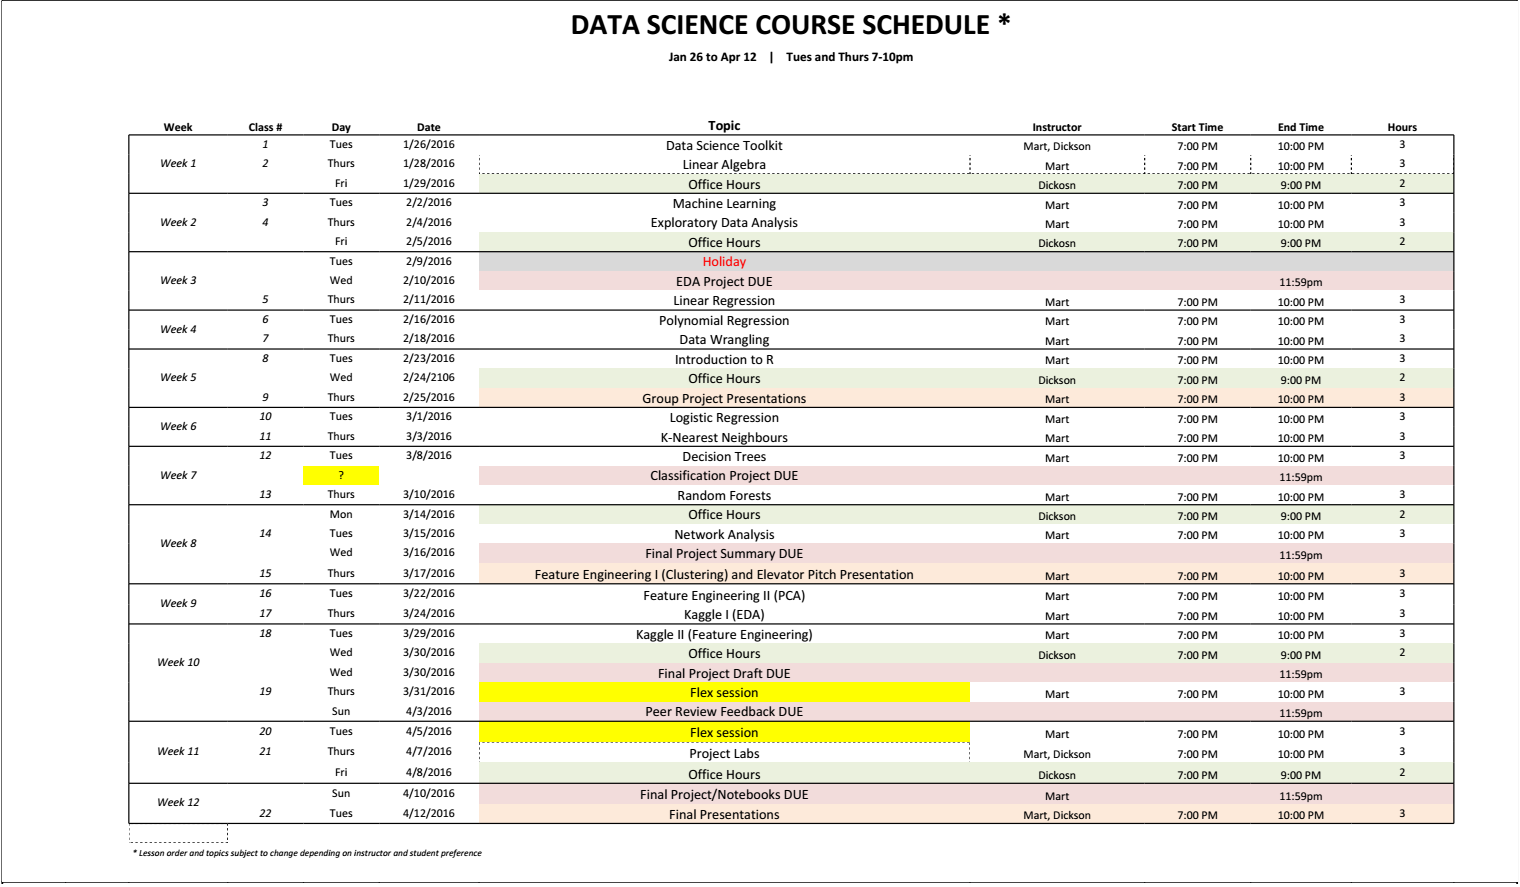 DATA SCIENCE COURSE SCHEDULE *
Jan 26 to Apr 12 | Tues and Thurs 7-10pm
Week Class # Day Date Topic Instructor Start Time End Time Hours
1 Tues 1/26/2016 Data Science Toolkit Mart, Dickson 7:00 PM 10:00 PM 3
Week 1 2 Thurs 1/28/2016 Linear Algebra Mart 7:00 PM 10:00 PM 3
Fri 1/29/2016 Office Hours Dickosn 7:00 PM 9:00 PM 2
3 Tues 2/2/2016 Machine Learning Mart 7:00 PM 10:00 PM 3
Week 2 4 Thurs 2/4/2016 Exploratory Data Analysis Mart 7:00 PM 10:00 PM 3
Fri 2/5/2016 Office Hours Dickosn 7:00 PM 9:00 PM 2
Tues 2/9/2016 Holiday
Week 3 Wed 2/10/2016 EDA Project DUE 11:59pm
5 Thurs 2/11/2016 Linear Regression Mart 7:00 PM 10:00 PM 3
6 Tues 2/16/2016 Polynomial Regression Mart 7:00 PM 10:00 PM 3
Week 4
7 Thurs 2/18/2016 Data Wrangling Mart 7:00 PM 10:00 PM 3
8 Tues 2/23/2016 Introduction to R Mart 7:00 PM 10:00 PM 3
Week 5 Wed 2/24/2106 Office Hours Dickson 7:00 PM 9:00 PM 2
9 Thurs 2/25/2016 Group Project Presentations Mart 7:00 PM 10:00 PM 3
10 Tues 3/1/2016 Logistic Regression Mart 7:00 PM 10:00 PM 3
Week 6
11 Thurs 3/3/2016 K-Nearest Neighbours Mart 7:00 PM 10:00 PM 3
12 Tues 3/8/2016 Decision Trees Mart 7:00 PM 10:00 PM 3
Week 7 ? Classification Project DUE 11:59pm
13 Thurs 3/10/2016 Random Forests Mart 7:00 PM 10:00 PM 3
Mon 3/14/2016 Office Hours Dickson 7:00 PM 9:00 PM 2
14 Tues 3/15/2016 Network Analysis Mart 7:00 PM 10:00 PM 3
Week 8
Wed 3/16/2016 Final Project Summary DUE 11:59pm
15 Thurs 3/17/2016 Feature Engineering I (Clustering) and Elevator Pitch Presentation Mart 7:00 PM 10:00 PM 3
16 Tues 3/22/2016 Feature Engineering II (PCA) Mart 7:00 PM 10:00 PM 3
Week 9
17 Thurs 3/24/2016 Kaggle I (EDA) Mart 7:00 PM 10:00 PM 3
18 Tues 3/29/2016 Kaggle II (Feature Engineering) Mart 7:00 PM 10:00 PM 3
Wed 3/30/2016 Office Hours Dickson 7:00 PM 9:00 PM 2
Week 10
Wed 3/30/2016 Final Project Draft DUE 11:59pm
19 Thurs 3/31/2016 Flex session Mart 7:00 PM 10:00 PM 3
Sun 4/3/2016 Peer Review Feedback DUE 11:59pm
20 Tues 4/5/2016 Flex session Mart 7:00 PM 10:00 PM 3
Week 11 21 Thurs 4/7/2016 Project Labs Mart, Dickson 7:00 PM 10:00 PM 3
Fri 4/8/2016 Office Hours Dickosn 7:00 PM 9:00 PM 2
Sun 4/10/2016 Final Project/Notebooks DUE Mart 11:59pm
Week 12
22 Tues 4/12/2016 Final Presentations Mart, Dickson 7:00 PM 10:00 PM 3
* Lesson order and topics subject to change depending on instructor and student preference